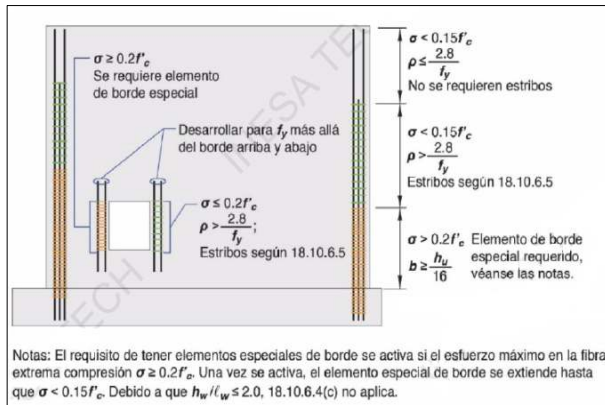 σ ≥ 0.2f'c
Se requiere elemento
de borde especial
Desarrollar para fy más allá
del borde arriba y abajo
σ ≤ 0.2f'c
ρ > 2.8/fy ;
Estribos según 18.10.6.5
σ < 0.15f'c
ρ ≤ 2.8/fy
No se requieren estribos
σ < 0.15f'c
ρ > 2.8/fy
Estribos según 18.10.6.5
σ > 0.2f'c Elemento de borde
especial requerido,
b ≥ hu/16
véanse las notas.
Notas: El requisito de tener elementos especiales de borde se activa si el esfuerzo máximo en la fibra
extrema compresión σ ≥ 0.2f'c. Una vez se activa, el elemento especial de borde se extiende hasta
que σ < 0.15f'c. Debido a que hw/ℓw ≤ 2.0, 18.10.6.4(c) no aplica.